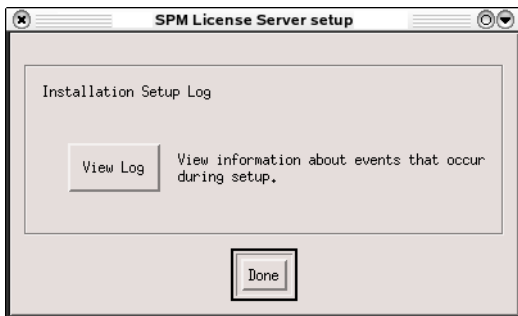 SPM License Server setup
Installation Setup Log
View Log
View information about events that occur
during setup.
Done